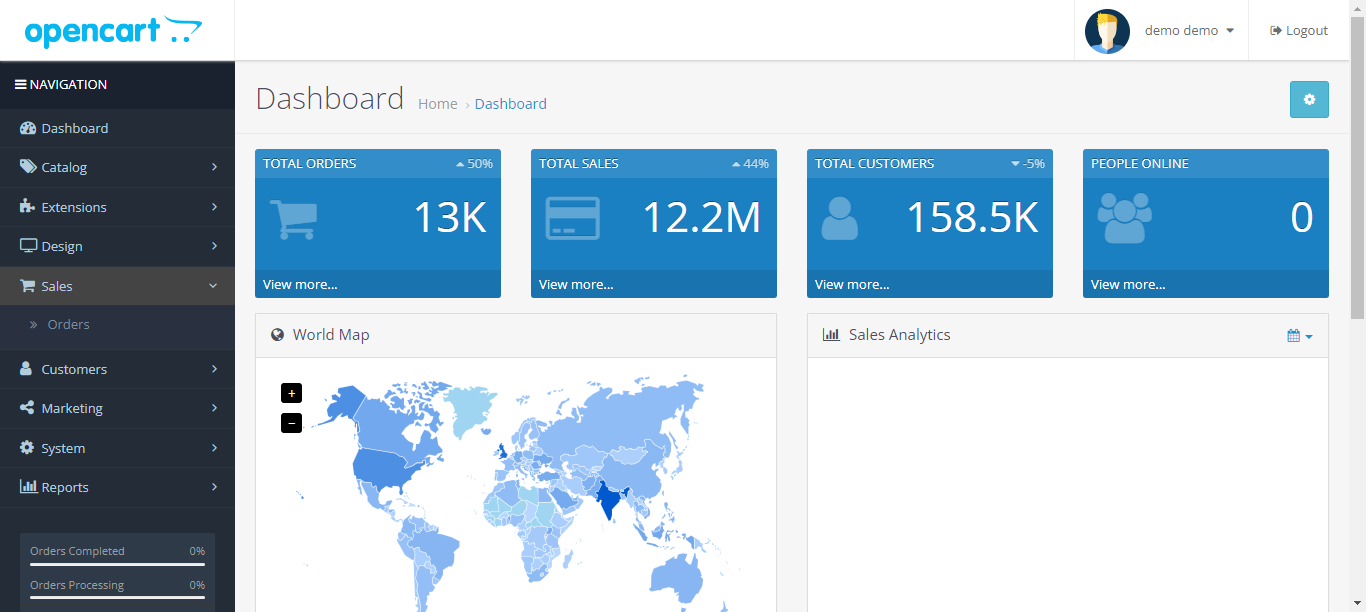 opencart
demo demo
Logout
NAVIGATION
Dashboard
Catalog
Extensions
Design
Sales
Orders
Customers
Marketing
System
Reports
Orders Completed 0%
Orders Processing 0%
Dashboard Home › Dashboard
TOTAL ORDERS 50%
13K
View more...
TOTAL SALES 44%
12.2M
View more...
TOTAL CUSTOMERS -5%
158.5K
View more...
PEOPLE ONLINE
0
View more...
World Map
+
−
Sales Analytics